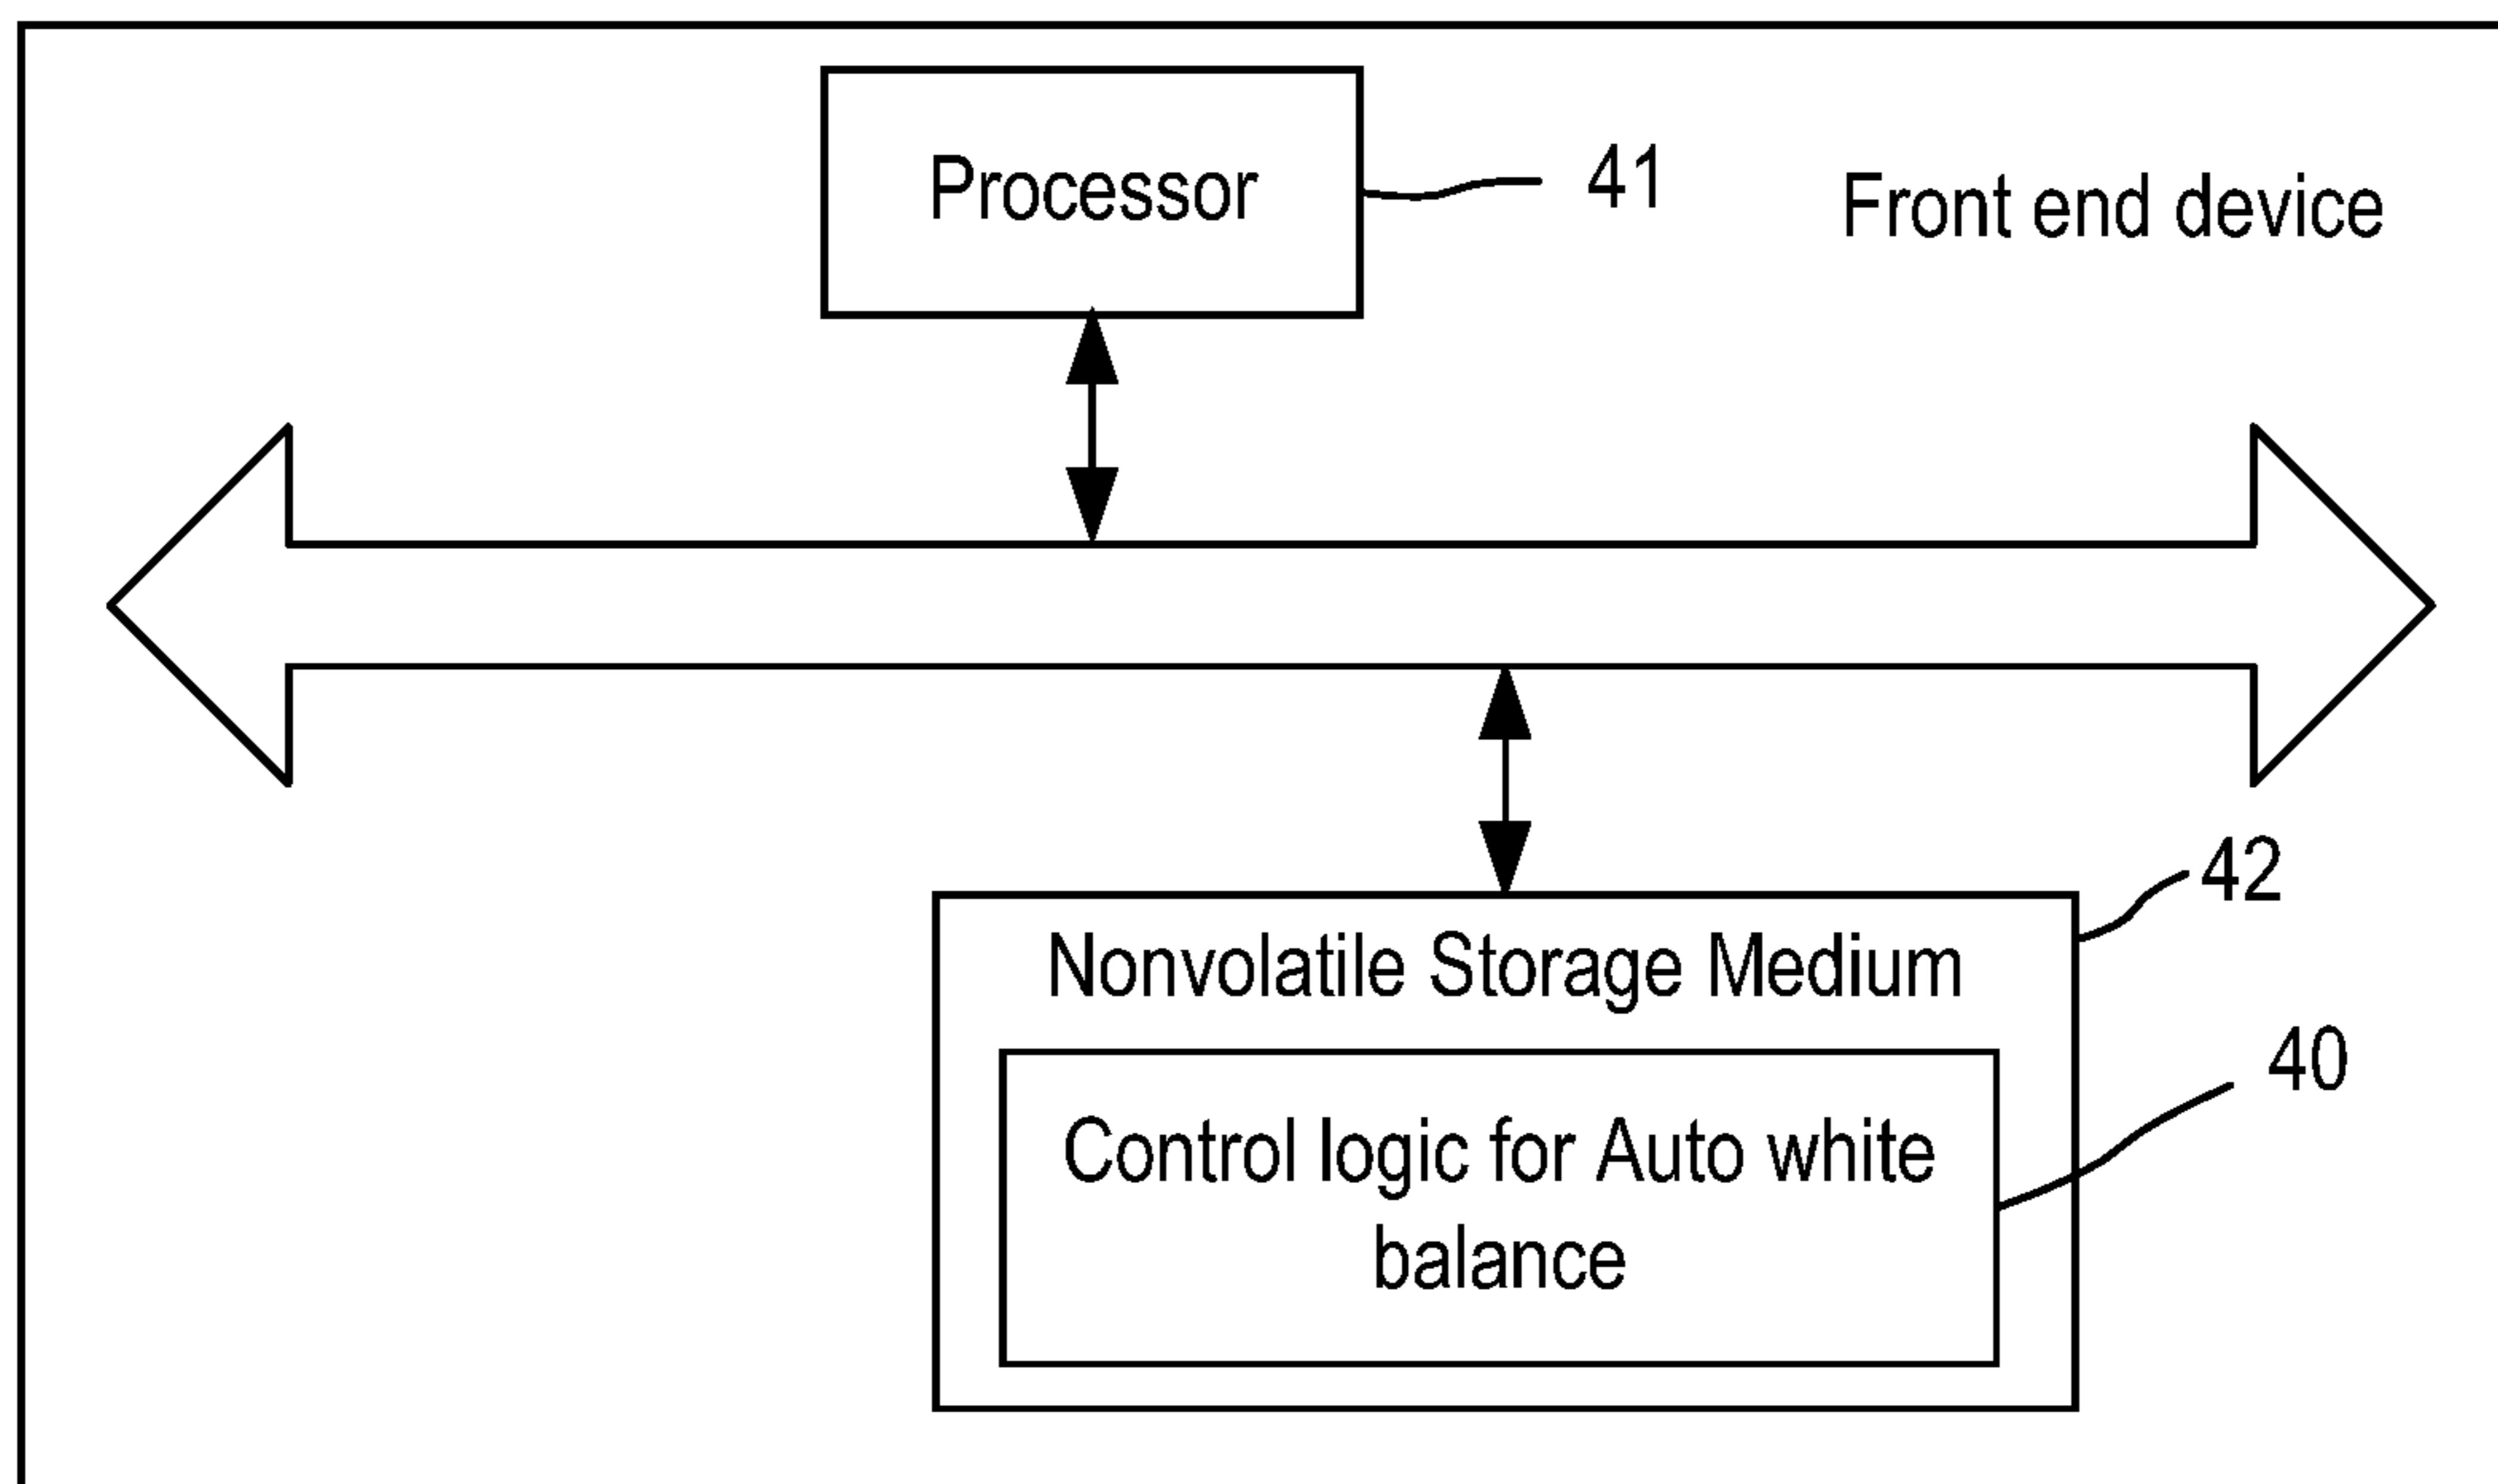 Processor
41
Front end device
42
Nonvolatile Storage Medium
40
Control logic for Auto white
balance